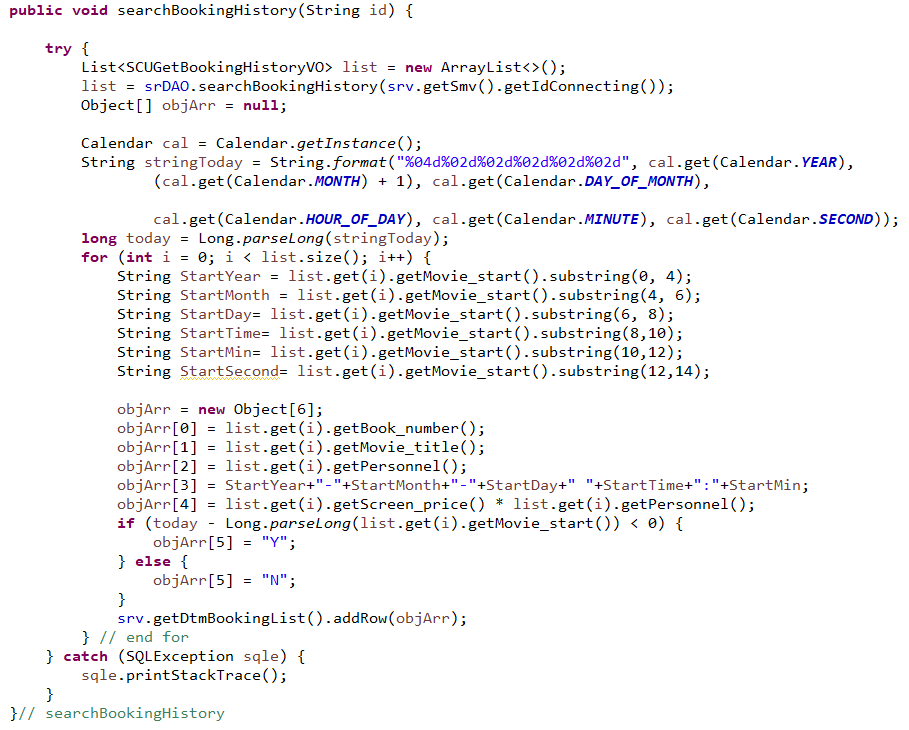 public void searchBookingHistory(String id) {
try {
List<SCUGetBookingHistoryVO> list = new ArrayList<>();
list = srDAO.searchBookingHistory(srv.getSmv().getIdConnecting());
Object[] objArr = null;
Calendar cal = Calendar.getInstance();
String stringToday = String.format("%04d%02d%02d%02d%02d%02d", cal.get(Calendar.YEAR),
(cal.get(Calendar.MONTH) + 1), cal.get(Calendar.DAY_OF_MONTH),
cal.get(Calendar.HOUR_OF_DAY), cal.get(Calendar.MINUTE), cal.get(Calendar.SECOND));
long today = Long.parseLong(stringToday);
for (int i = 0; i < list.size(); i++) {
String StartYear = list.get(i).getMovie_start().substring(0, 4);
String StartMonth = list.get(i).getMovie_start().substring(4, 6);
String StartDay= list.get(i).getMovie_start().substring(6, 8);
String StartTime= list.get(i).getMovie_start().substring(8,10);
String StartMin= list.get(i).getMovie_start().substring(10,12);
String StartSecond= list.get(i).getMovie_start().substring(12,14);
objArr = new Object[6];
objArr[0] = list.get(i).getBook_number();
objArr[1] = list.get(i).getMovie_title();
objArr[2] = list.get(i).getPersonnel();
objArr[3] = StartYear+"-"+StartMonth+"-"+StartDay+" "+StartTime+":"+StartMin;
objArr[4] = list.get(i).getScreen_price() * list.get(i).getPersonnel();
if (today - Long.parseLong(list.get(i).getMovie_start()) < 0) {
objArr[5] = "Y";
} else {
objArr[5] = "N";
}
srv.getDtmBookingList().addRow(objArr);
} // end for
} catch (SQLException sqle) {
sqle.printStackTrace();
}
}// searchBookingHistory